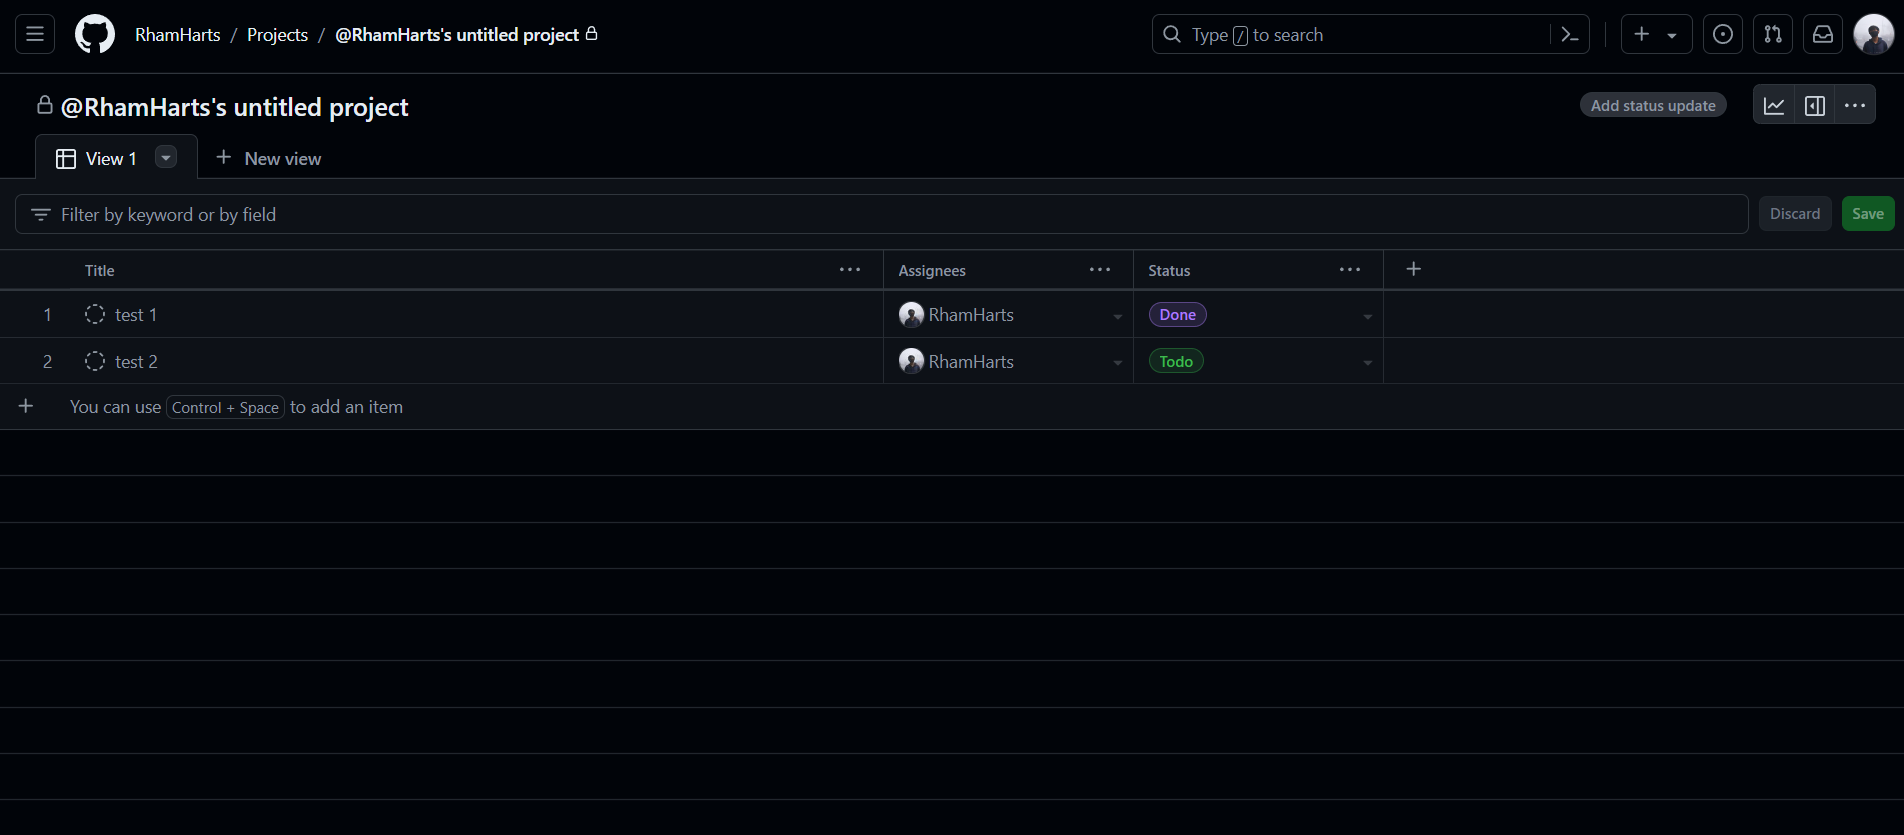 RhamHarts / Projects / @RhamHarts's untitled project
Type / to search
@RhamHarts's untitled project
Add status update
View 1
New view
Filter by keyword or by field
Discard
Save
Title
Assignees
Status
1 test 1 RhamHarts Done
2 test 2 RhamHarts Todo
You can use Control + Space to add an item